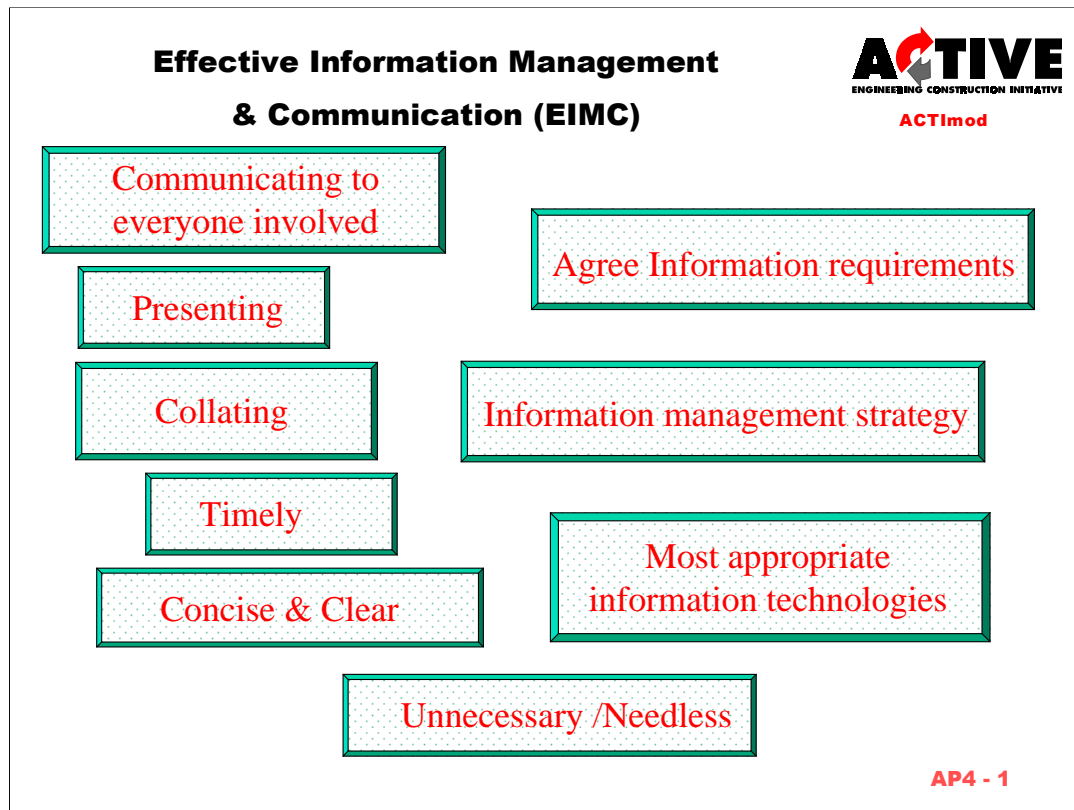 Effective Information Management
& Communication (EIMC)
ACTIVE
ENGINEERING CONSTRUCTION INITIATIVE
ACTImod
Communicating to
everyone involved
Agree Information requirements
Presenting
Collating
Information management strategy
Timely
Most appropriate
information technologies
Concise & Clear
Unnecessary /Needless
AP4 - 1